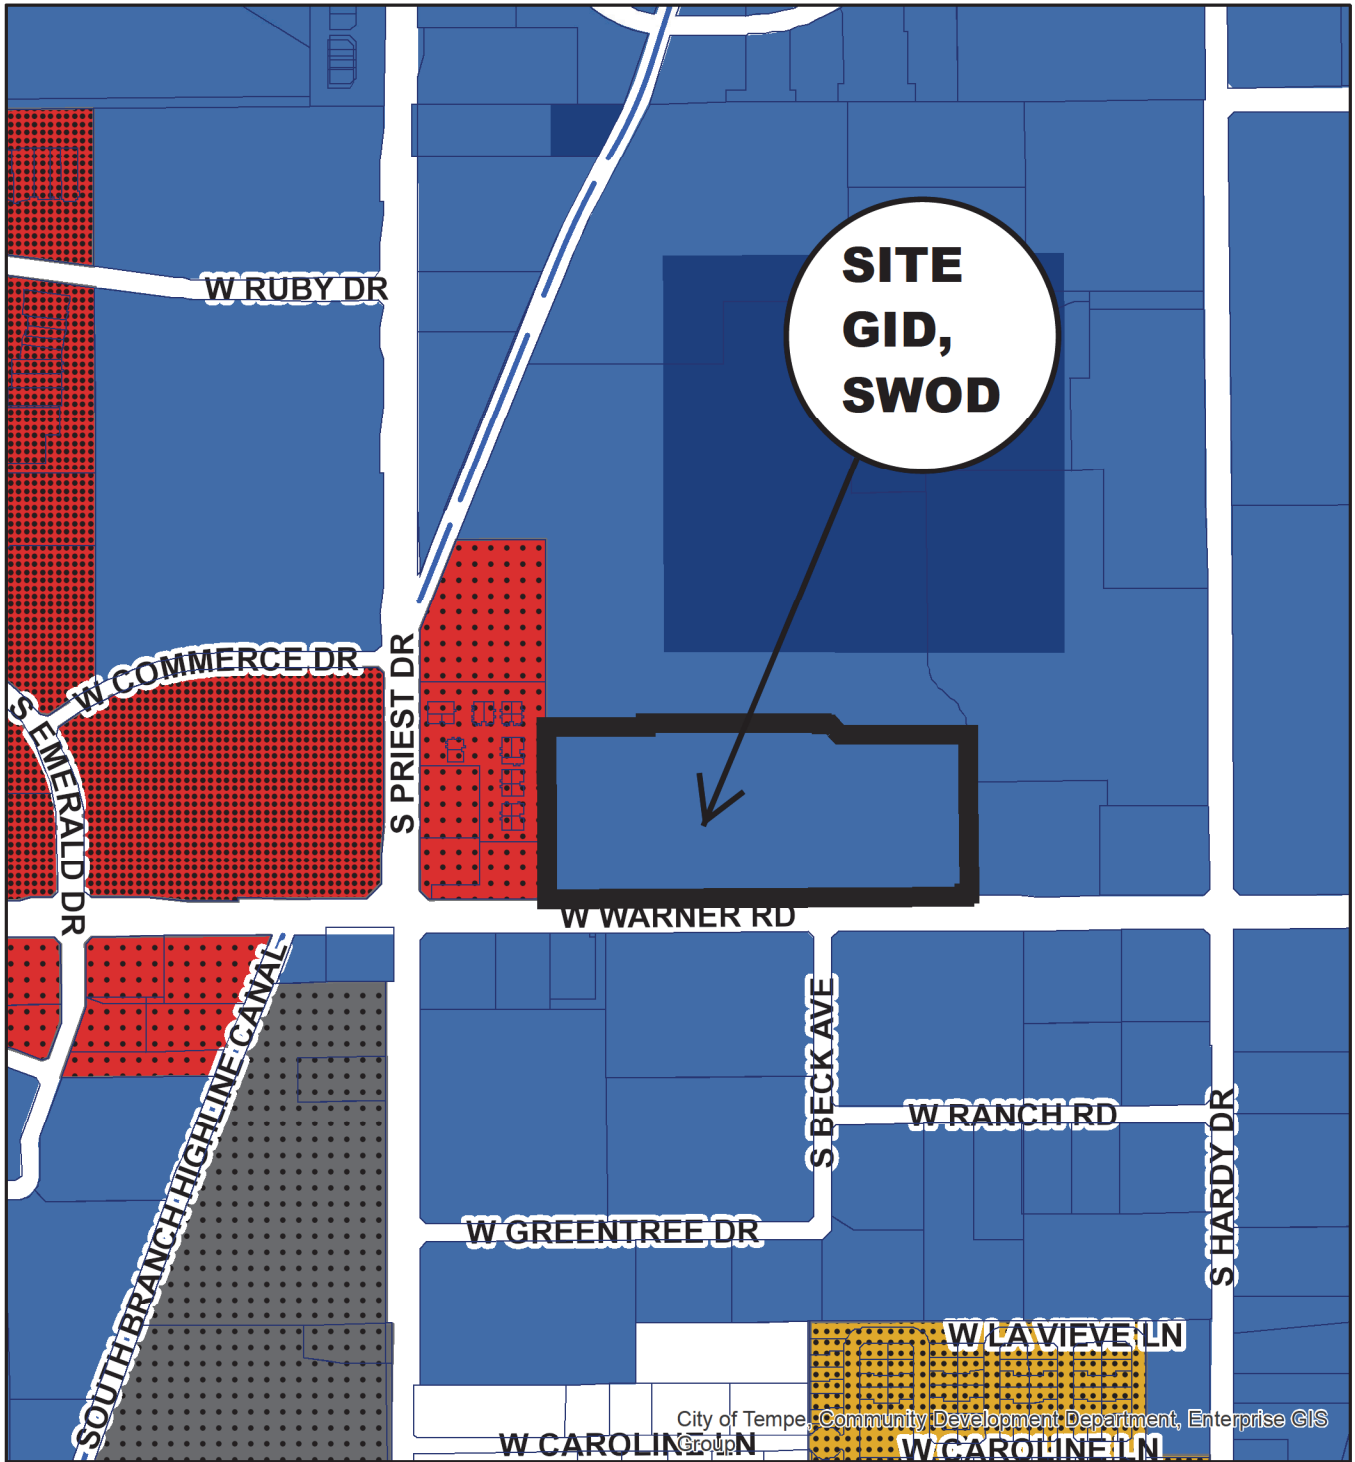 SITE
GID,
SWOD
W RUBY DR
W COMMERCE DR
S EMERALD DR
S PRIEST DR
W WARNER RD
SOUTH BRANCH HIGHLINE CANAL
S BECK AVE
W RANCH RD
S HARDY DR
W GREENTREE DR
W LA VIEVE LN
City of Tempe, Community Development Department, Enterprise GIS
Group
W CAROLINE LN
W CAROLINE LN